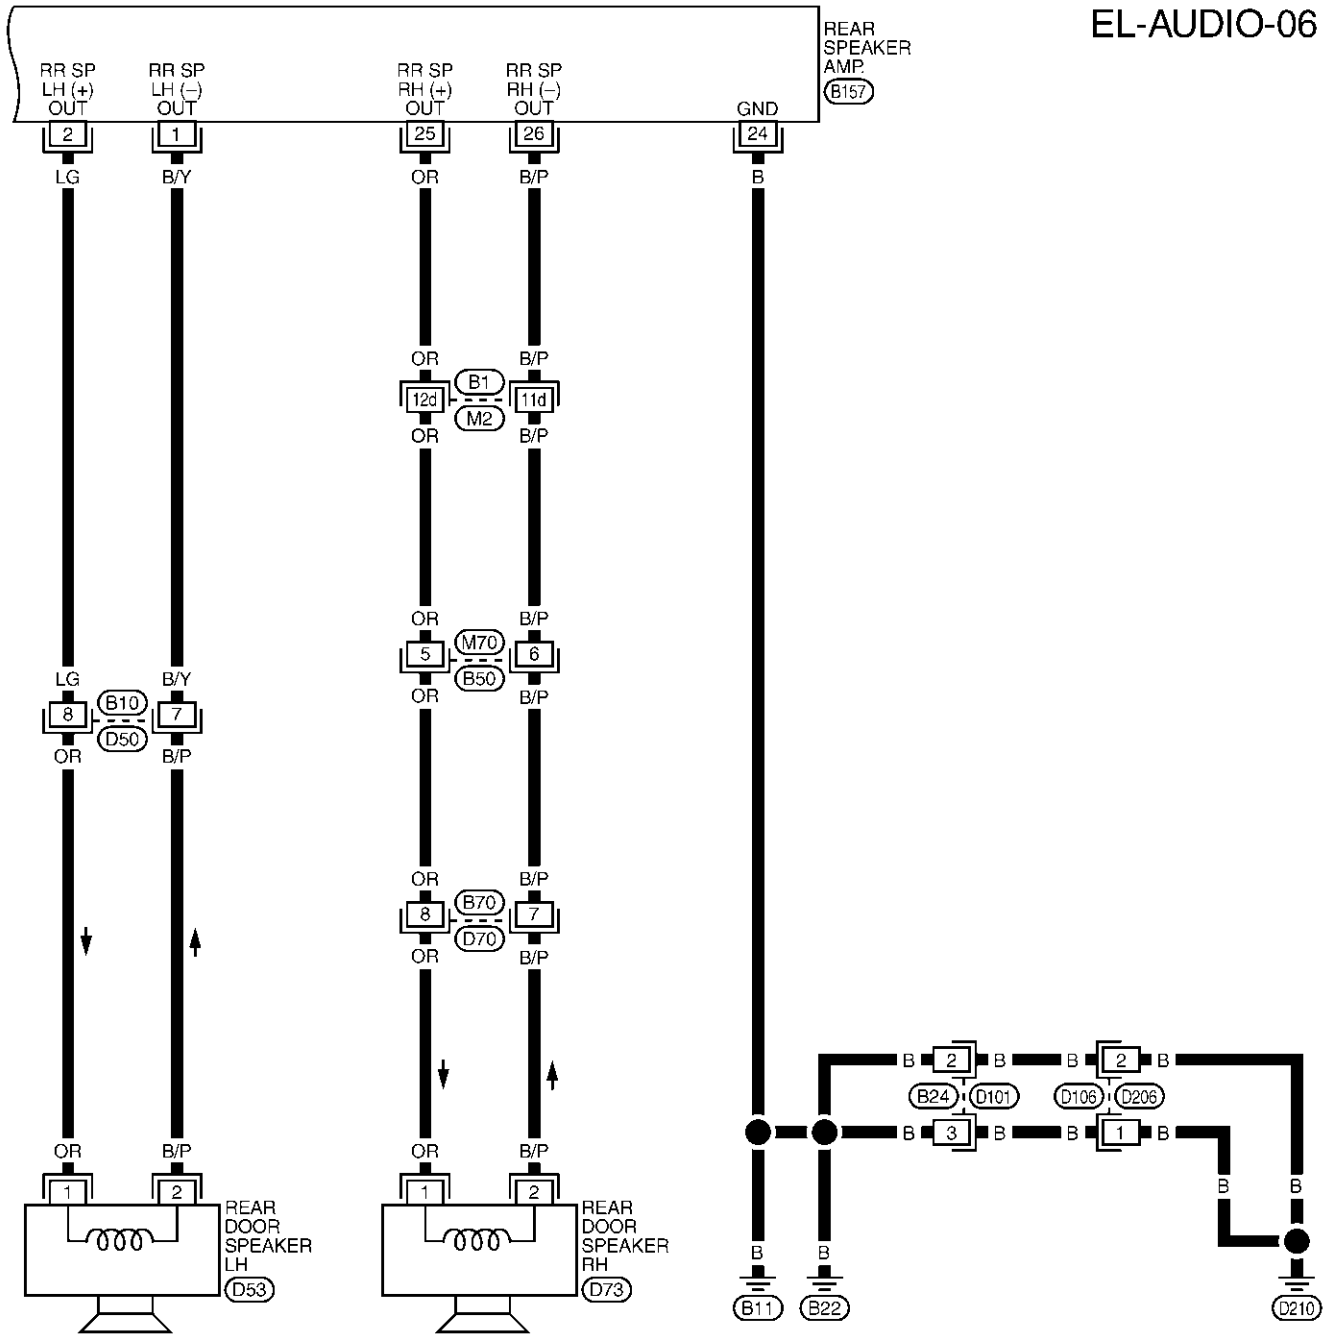 EL-AUDIO-06
REAR
SPEAKER
AMP.
B157
RR SP
LH (+)
OUT
RR SP
LH (–)
OUT
RR SP
RH (+)
OUT
RR SP
RH (–)
OUT
GND
2 1 25 26 24
LG B/Y OR B/P B
OR B/P
B1
12d 11d
M2
OR B/P
OR B/P
M70
5 6
B50
OR B/P
LG B/Y
B10
8 7
D50
OR B/P
OR B/P
B70
8 7
D70
OR B/P
B 2 B B 2 B
B24 D101 D106 D206
B 3 B B 1 B
OR B/P OR B/P
B B
1 2 1 2
REAR
DOOR
SPEAKER
LH
D53
REAR
DOOR
SPEAKER
RH
D73
B B
B11 B22 D210